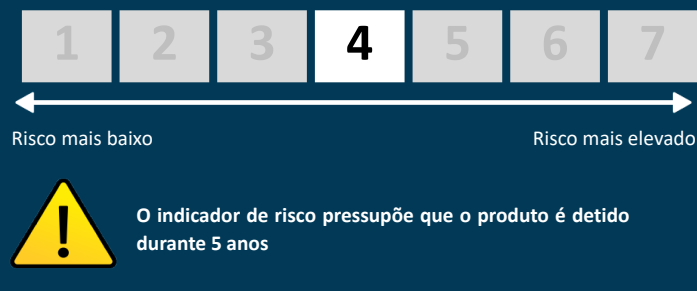 1 2 3 4 5 6 7
Risco mais baixo Risco mais elevado
O indicador de risco pressupõe que o produto é detido
durante 5 anos